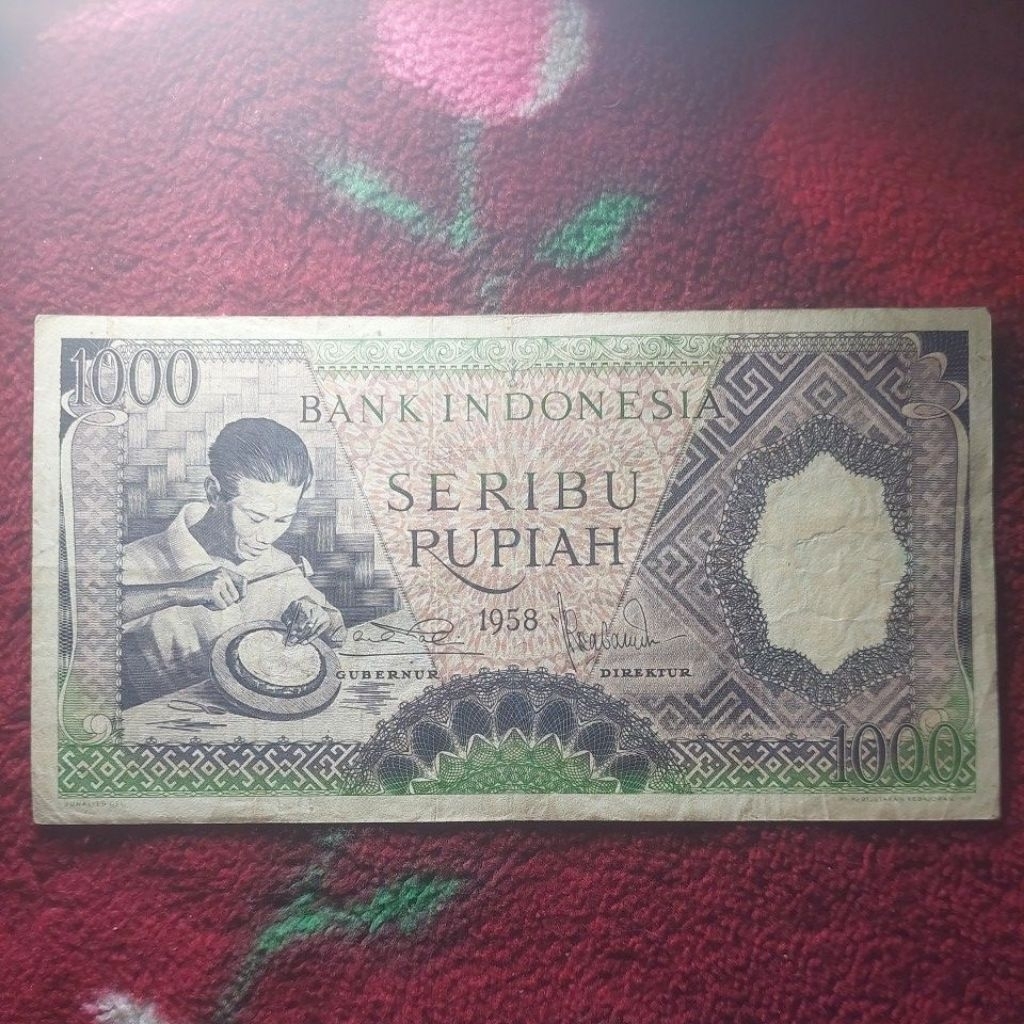 1000
BANK INDONESIA
SERIBU
RUPIAH
1958
GUBERNUR DIREKTUR
1000